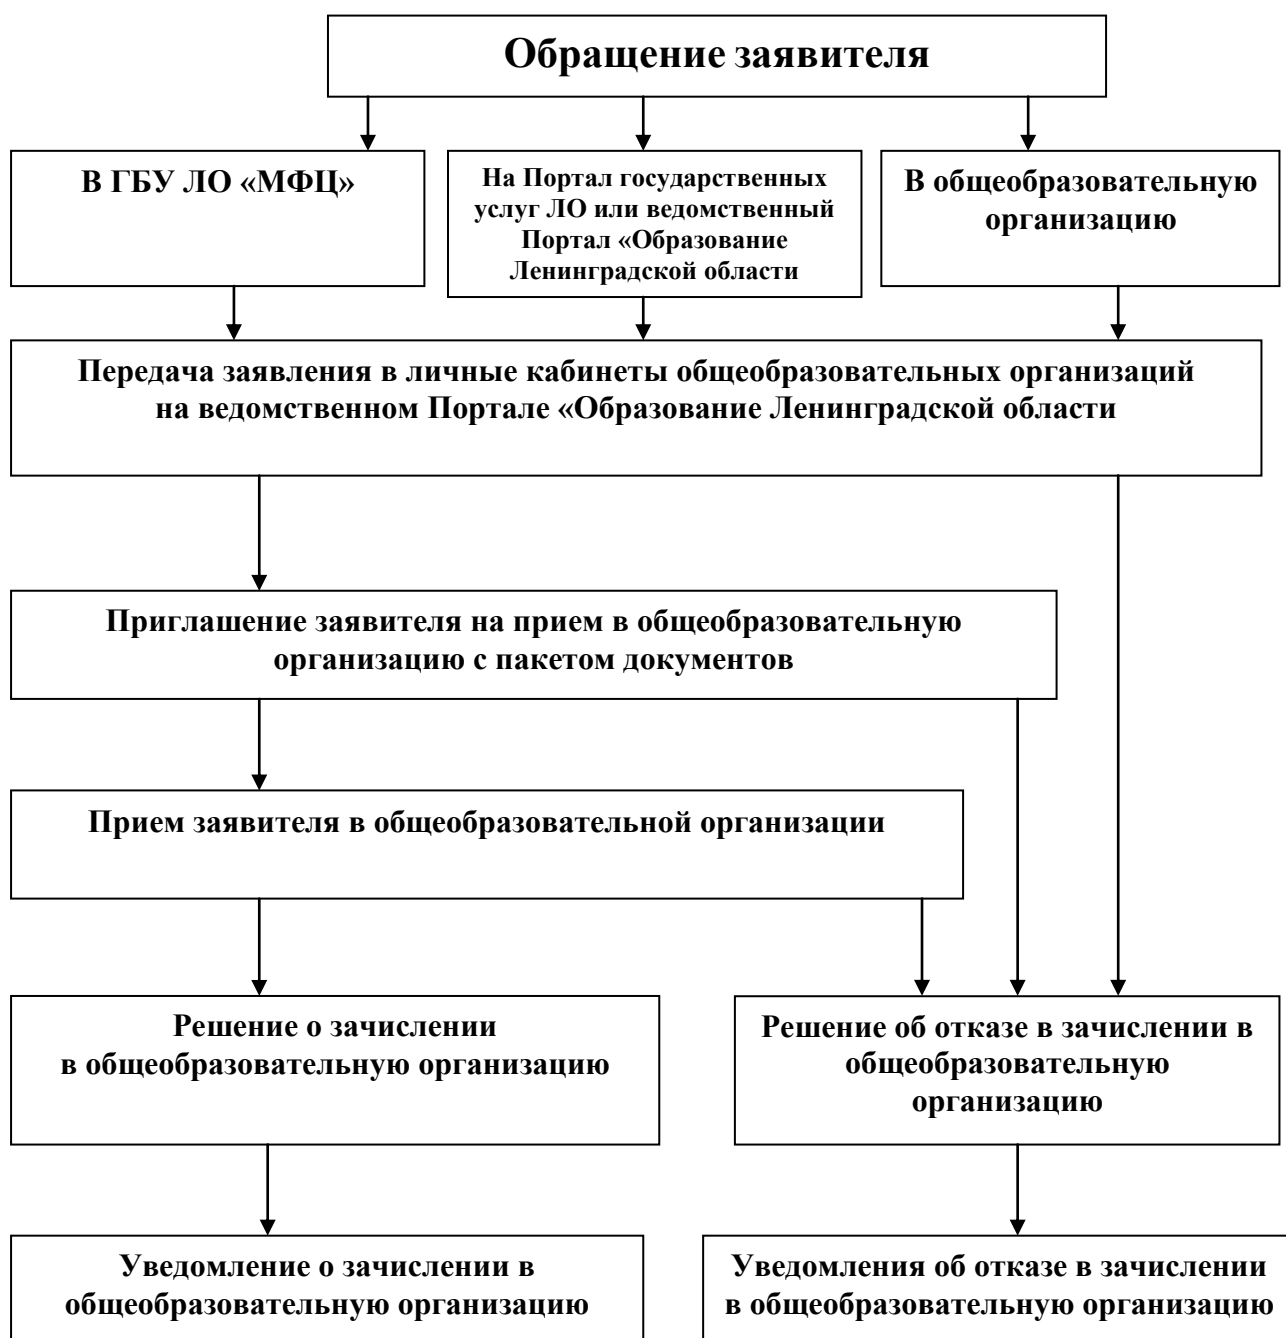 Обращение заявителя
В ГБУ ЛО «МФЦ»
На Портал государственных
услуг ЛО или ведомственный
Портал «Образование
Ленинградской области
В общеобразовательную
организацию
Передача заявления в личные кабинеты общеобразовательных организаций
на ведомственном Портале «Образование Ленинградской области
Приглашение заявителя на прием в общеобразовательную
организацию с пакетом документов
Прием заявителя в общеобразовательной организации
Решение о зачислении
в общеобразовательную организацию
Решение об отказе в зачислении в
общеобразовательную
организацию
Уведомление о зачислении в
общеобразовательную организацию
Уведомления об отказе в зачислении
в общеобразовательную организацию